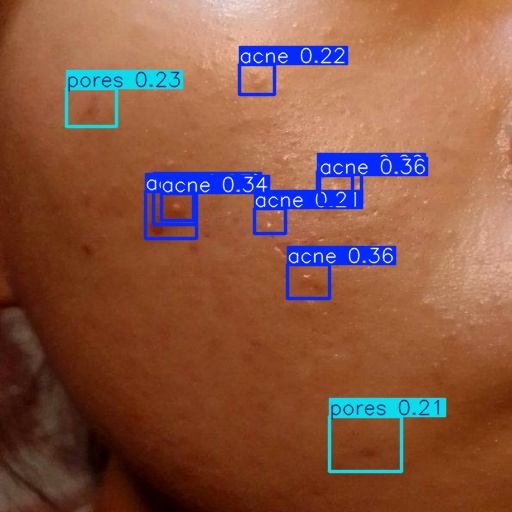 acne 0.22
pores 0.23
acne 0.36
acne 0.34
acne 0.21
acne 0.36
pores 0.21